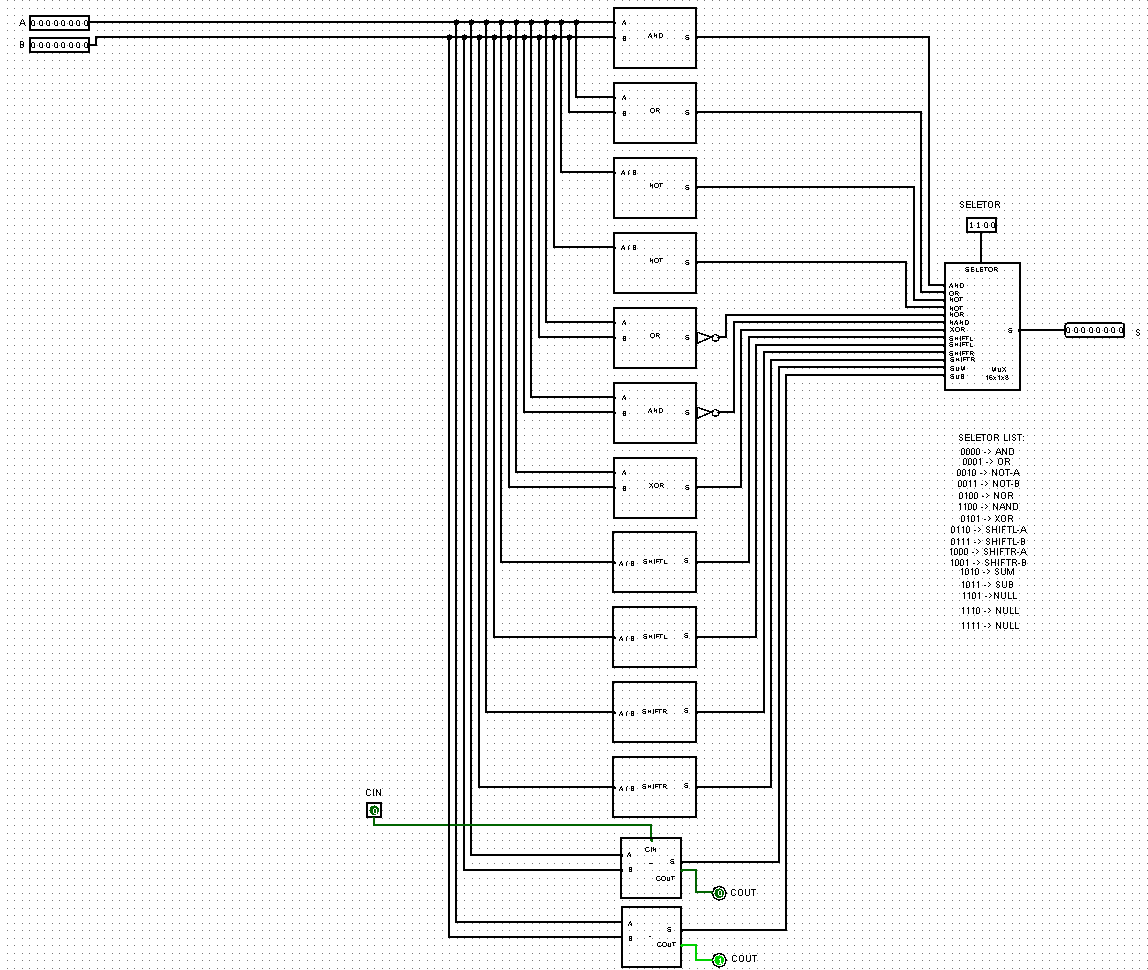 A 00000000
B 00000000
A
B AND S
A
B OR S
A/B
NOT S
A/B
NOT S
A
B OR S
A
B AND S
A
B XOR S
A/B SHIFTL S
A/B SHIFTL S
A/B SHIFTR S
A/B SHIFTR S
CIN
0
CIN
A
B - S
COUT
0 COUT
A
B - S
COUT
1 COUT
SELETOR
1100
SELETOR
AND
OR
NOT
NOT
NOR
NAND
XOR
SHIFTL
SHIFTL
SHIFTR
SHIFTR
SUM
SUB
S
MUX
16x1x8
00000000 S
SELETOR LIST:
0000 -> AND
0001 -> OR
0010 -> NOT-A
0011 -> NOT-B
0100 -> NOR
1100 -> NAND
0101 -> XOR
0110 -> SHIFTL-A
0111 -> SHIFTL-B
1000 -> SHIFTR-A
1001 -> SHIFTR-B
1010 -> SUM
1011 -> SUB
1101 ->NULL
1110 -> NULL
1111 -> NULL